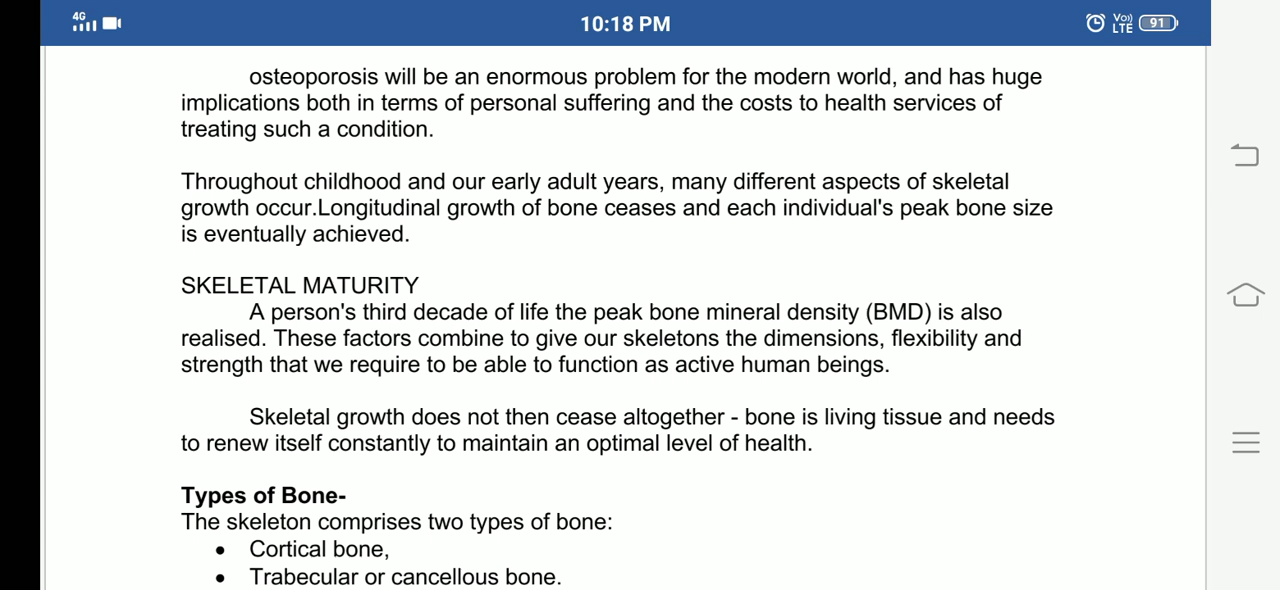 4G
10:18 PM
Vo))
LTE
91
osteoporosis will be an enormous problem for the modern world, and has huge
implications both in terms of personal suffering and the costs to health services of
treating such a condition.
Throughout childhood and our early adult years, many different aspects of skeletal
growth occur.Longitudinal growth of bone ceases and each individual's peak bone size
is eventually achieved.
SKELETAL MATURITY
A person's third decade of life the peak bone mineral density (BMD) is also
realised. These factors combine to give our skeletons the dimensions, flexibility and
strength that we require to be able to function as active human beings.
Skeletal growth does not then cease altogether - bone is living tissue and needs
to renew itself constantly to maintain an optimal level of health.
Types of Bone-
The skeleton comprises two types of bone:
• Cortical bone,
• Trabecular or cancellous bone.